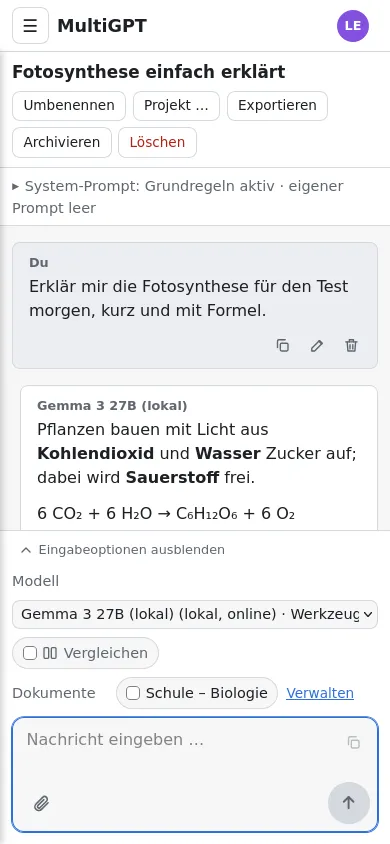 ☰ MultiGPT LE
Fotosynthese einfach erklärt
Umbenennen Projekt … Exportieren
Archivieren Löschen
▸ System-Prompt: Grundregeln aktiv · eigener
Prompt leer
Du
Erklär mir die Fotosynthese für den Test
morgen, kurz und mit Formel.
Gemma 3 27B (lokal)
Pflanzen bauen mit Licht aus
Kohlendioxid und Wasser Zucker auf;
dabei wird Sauerstoff frei.
6 CO₂ + 6 H₂O → C₆H₁₂O₆ + 6 O₂
Eingabeoptionen ausblenden
Modell
Gemma 3 27B (lokal) (lokal, online) · Werkzeug
Vergleichen
Dokumente Schule – Biologie Verwalten
Nachricht eingeben …